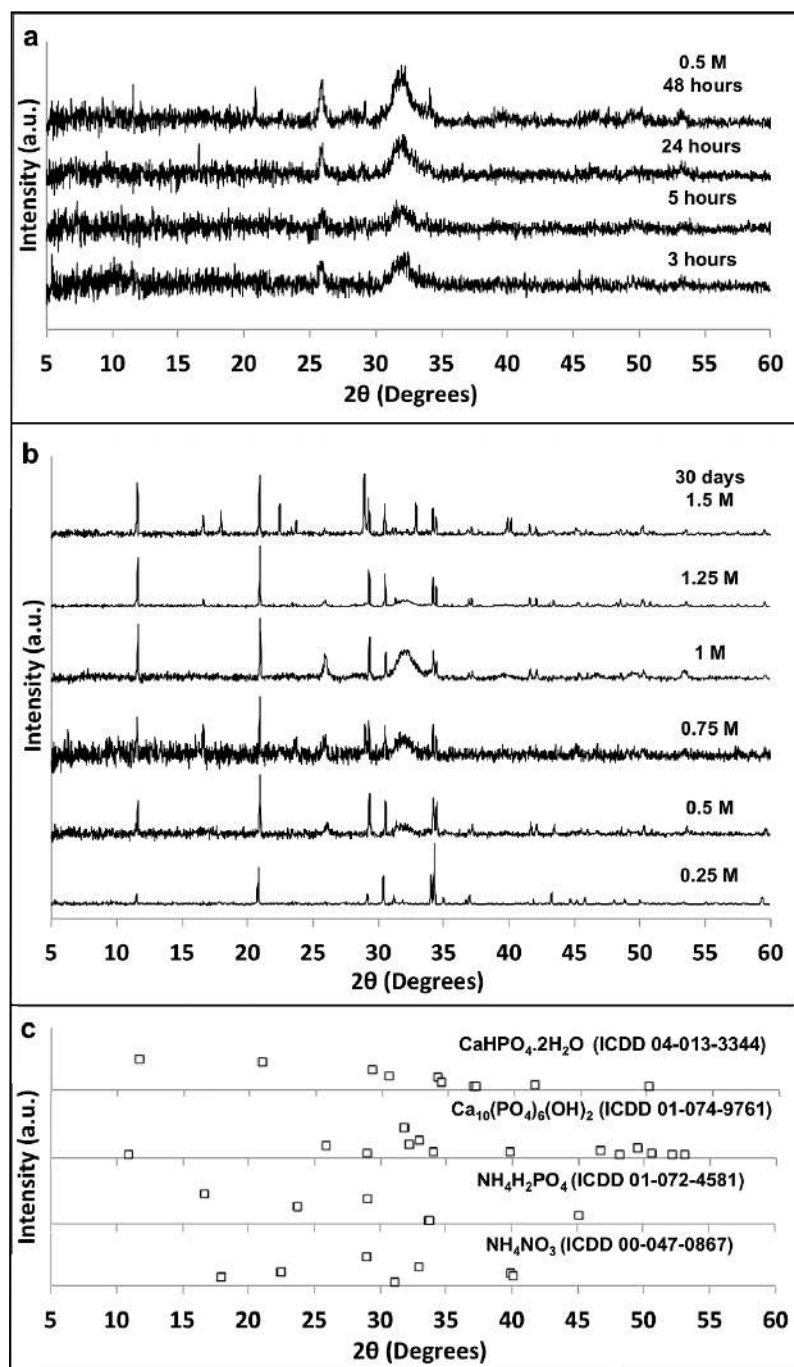 a
0.5 M
48 hours
24 hours
5 hours
3 hours
Intensity (a.u.)
5 10 15 20 25 30 35 40 45 50 55 60
2θ (Degrees)
b
30 days
1.5 M
1.25 M
1 M
0.75 M
0.5 M
0.25 M
Intensity (a.u.)
5 10 15 20 25 30 35 40 45 50 55 60
2θ (Degrees)
c
CaHPO₄.2H₂O (ICDD 04-013-3344)
Ca₁₀(PO₄)₆(OH)₂ (ICDD 01-074-9761)
NH₄H₂PO₄ (ICDD 01-072-4581)
NH₄NO₃ (ICDD 00-047-0867)
Intensity (a.u.)
5 10 15 20 25 30 35 40 45 50 55 60
2θ (Degrees)